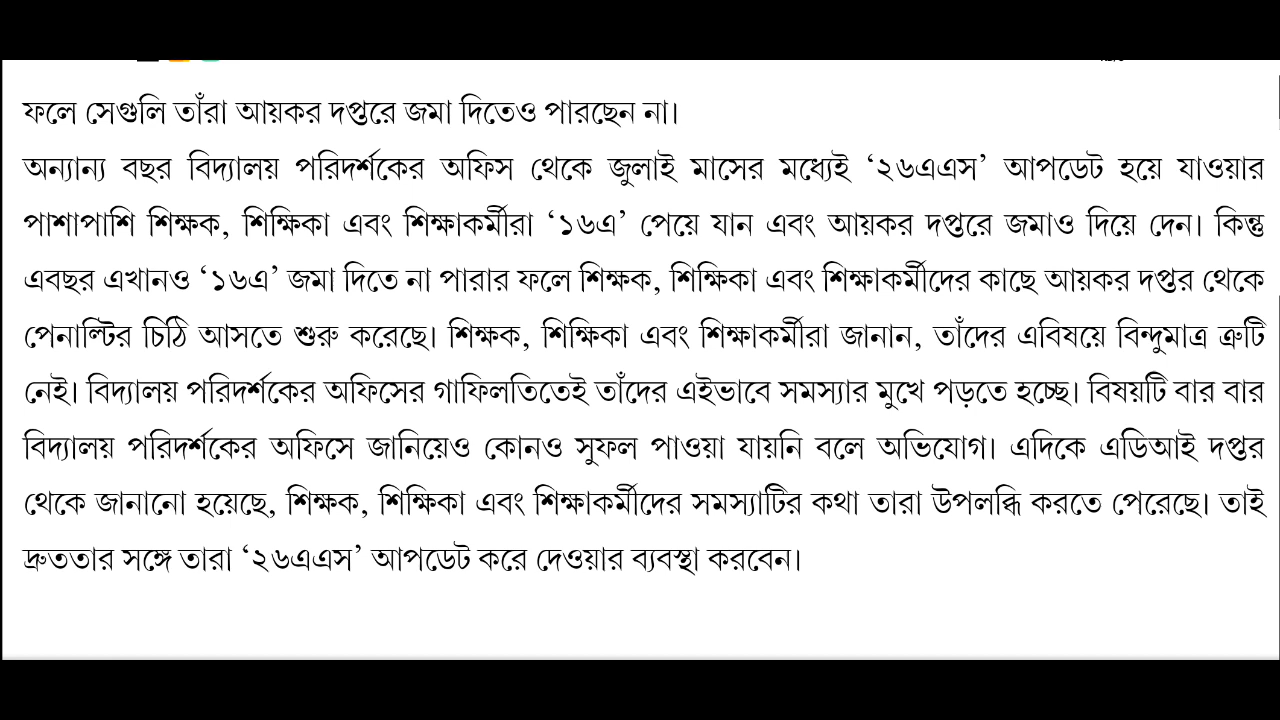 ফলে সেগুলি তাঁরা আয়কর দপ্তরে জমা দিতেও পারছেন না।
অন্যান্য বছর বিদ্যালয় পরিদর্শকের অফিস থেকে জুলাই মাসের মধ্যেই ‘২৬এএস’ আপডেট হয়ে যাওয়ার
পাশাপাশি শিক্ষক, শিক্ষিকা এবং শিক্ষাকর্মীরা ‘১৬এ’ পেয়ে যান এবং আয়কর দপ্তরে জমাও দিয়ে দেন। কিন্তু
এবছর এখানও ‘১৬এ’ জমা দিতে না পারার ফলে শিক্ষক, শিক্ষিকা এবং শিক্ষাকর্মীদের কাছে আয়কর দপ্তর থেকে
পেনাল্টির চিঠি আসতে শুরু করেছে। শিক্ষক, শিক্ষিকা এবং শিক্ষাকর্মীরা জানান, তাঁদের এবিষয়ে বিন্দুমাত্র ত্রুটি
নেই। বিদ্যালয় পরিদর্শকের অফিসের গাফিলতিতেই তাঁদের এইভাবে সমস্যার মুখে পড়তে হচ্ছে। বিষয়টি বার বার
বিদ্যালয় পরিদর্শকের অফিসে জানিয়েও কোনও সুফল পাওয়া যায়নি বলে অভিযোগ। এদিকে এডিআই দপ্তর
থেকে জানানো হয়েছে, শিক্ষক, শিক্ষিকা এবং শিক্ষাকর্মীদের সমস্যাটির কথা তারা উপলব্ধি করতে পেরেছে। তাই
দ্রুততার সঙ্গে তারা ‘২৬এএস’ আপডেট করে দেওয়ার ব্যবস্থা করবেন।